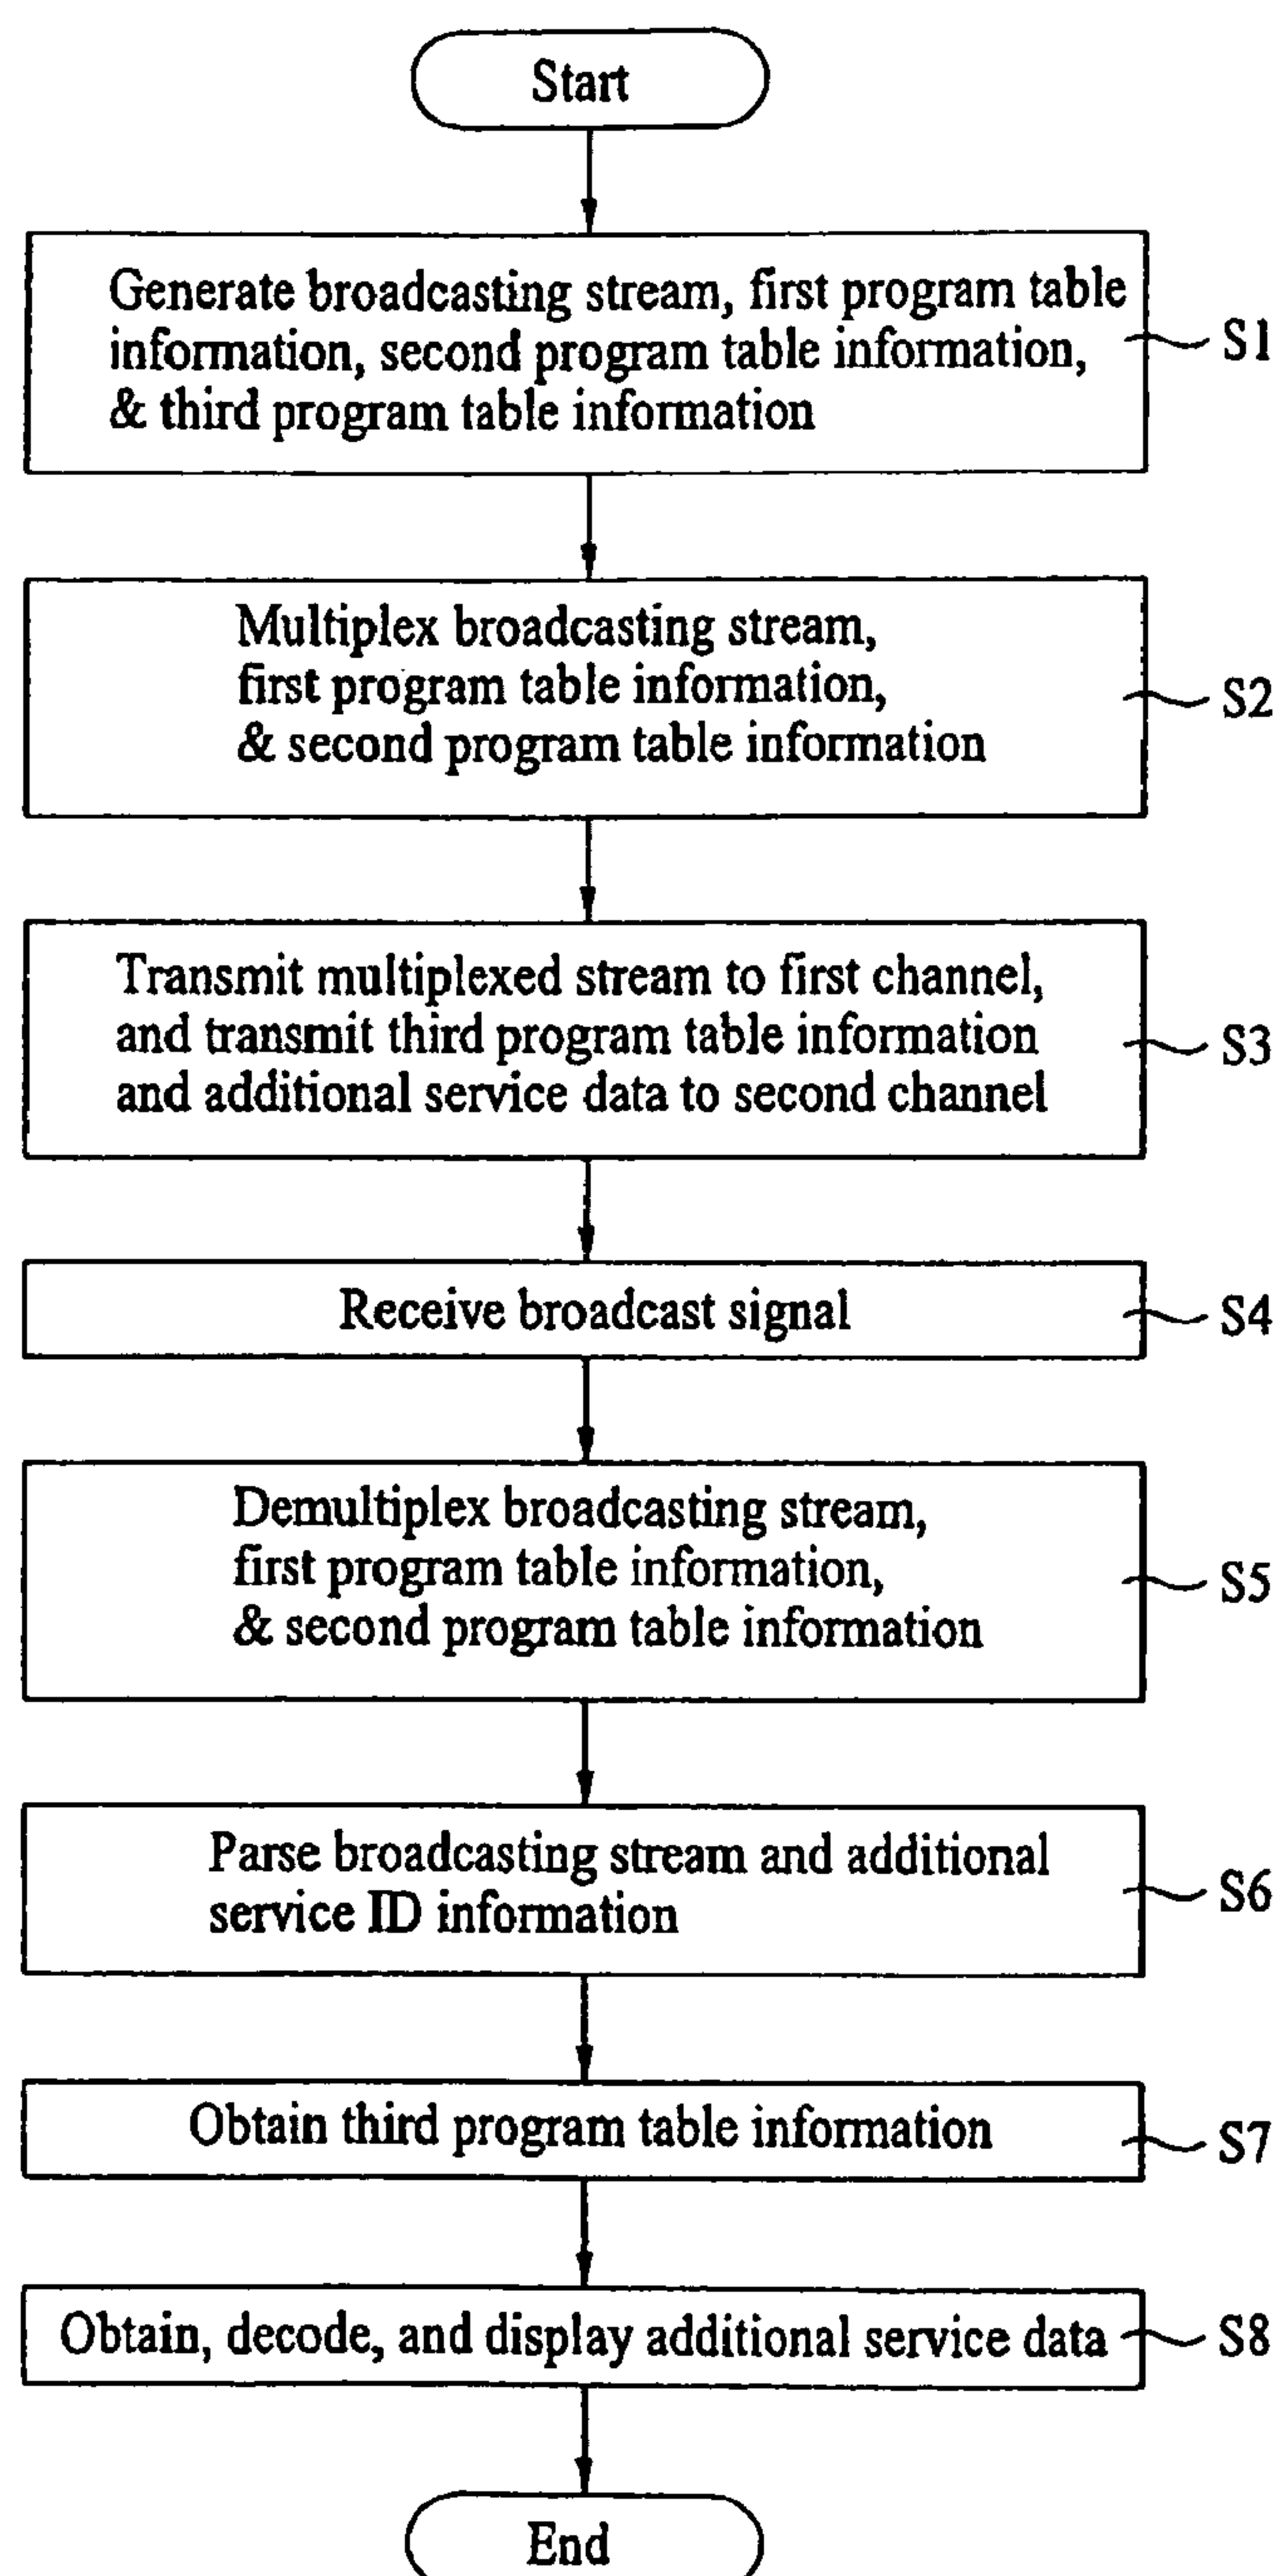 Start
Generate broadcasting stream, first program table
information, second program table information,
& third program table information
S1
Multiplex broadcasting stream,
first program table information,
& second program table information
S2
Transmit multiplexed stream to first channel,
and transmit third program table information
and additional service data to second channel
S3
Receive broadcast signal
S4
Demultiplex broadcasting stream,
first program table information,
& second program table information
S5
Parse broadcasting stream and additional
service ID information
S6
Obtain third program table information
S7
Obtain, decode, and display additional service data
S8
End